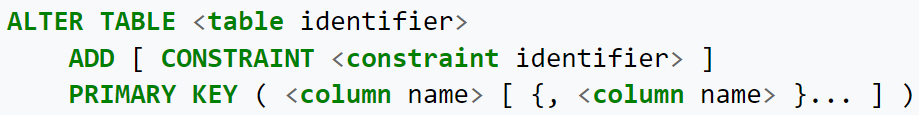 ALTER TABLE <table identifier>
ADD [ CONSTRAINT <constraint identifier> ]
PRIMARY KEY ( <column name> [ {, <column name> }... ] )